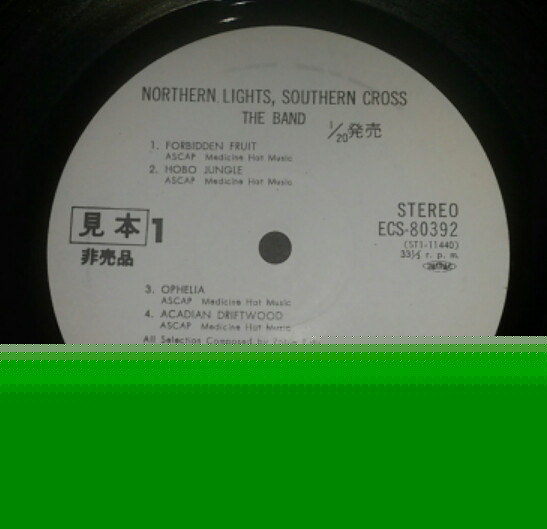 NORTHERN LIGHTS, SOUTHERN CROSS
THE BAND
1/20発売
1. FORBIDDEN FRUIT
ASCAP Medicine Hat Music
2. HOBO JUNGLE
ASCAP Medicine Hat Music
見本
1
非売品
STEREO
ECS-80392
(ST1-11440)
33⅓ r. p. m.
3. OPHELIA
ASCAP Medicine Hat Music
4. ACADIAN DRIFTWOOD
ASCAP Medicine Hat Music
All Selection Composed by